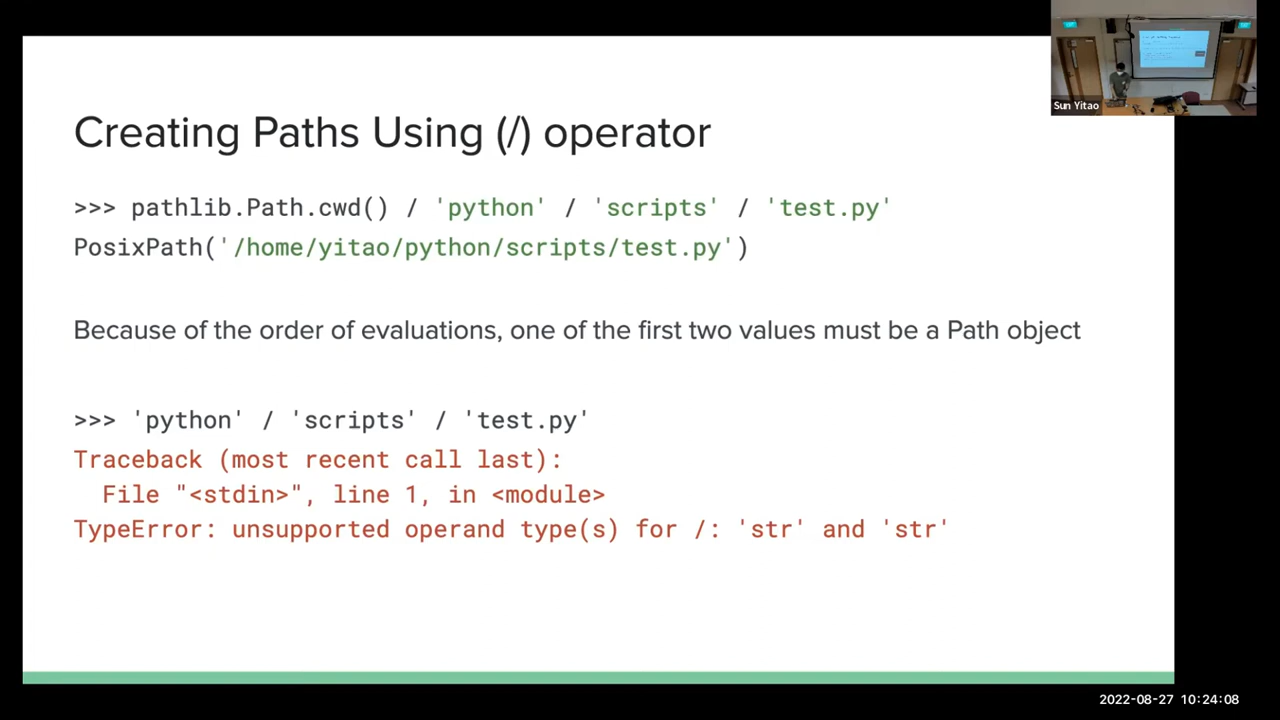 Creating Paths Using (/) operator
>>> pathlib.Path.cwd() / 'python' / 'scripts' / 'test.py'
PosixPath('/home/yitao/python/scripts/test.py')
Because of the order of evaluations, one of the first two values must be a Path object
>>> 'python' / 'scripts' / 'test.py'
Traceback (most recent call last):
  File "<stdin>", line 1, in <module>
TypeError: unsupported operand type(s) for /: 'str' and 'str'
Sun Yitao
2022-08-27 10:24:08